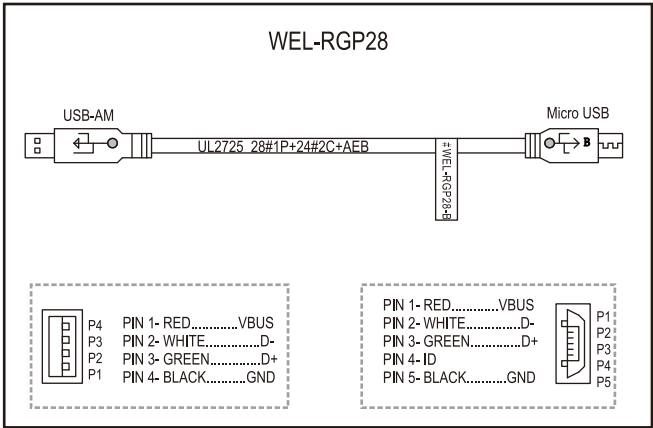 WEL-RGP28
USB-AM
Micro USB
B
UL2725 28#1P+24#2C+AEB
#WEL-RGP28-B
P4
P3
P2
P1
PIN 1- RED............VBUS
PIN 2- WHITE............D-
PIN 3- GREEN..........D+
PIN 4- BLACK...........GND
PIN 1- RED............VBUS
PIN 2- WHITE............D-
PIN 3- GREEN..........D+
PIN 4- ID
PIN 5- BLACK..........GND
P1
P2
P3
P4
P5